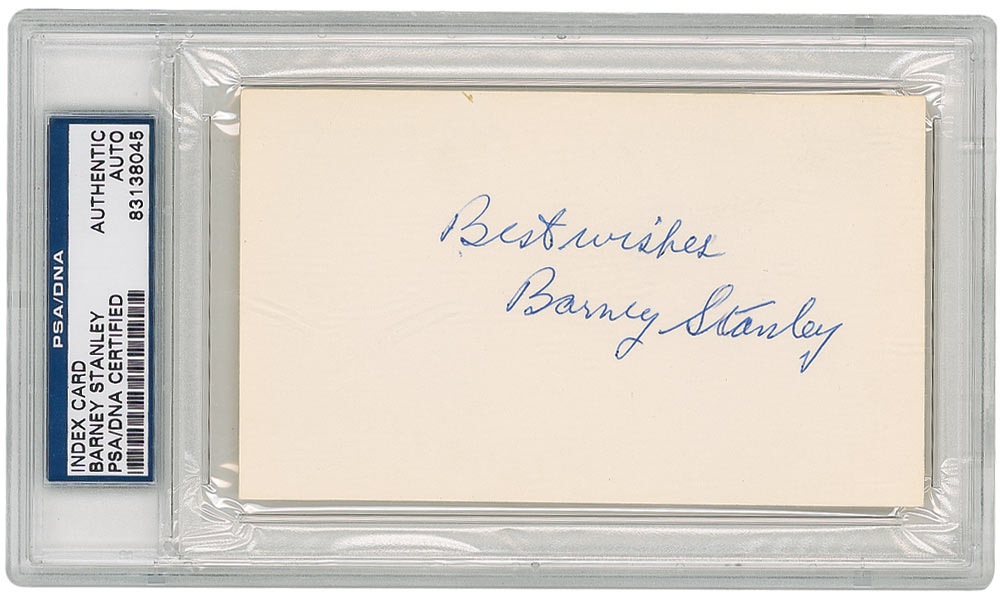 PSA/DNA
INDEX CARD
BARNEY STANLEY
PSA/DNA CERTIFIED
AUTHENTIC
AUTO
83138045
Best wishes
Barney Stanley